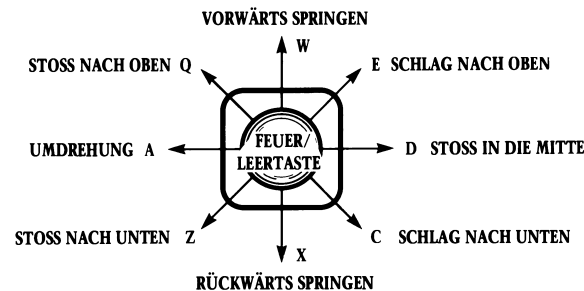 VORWÄRTS SPRINGEN
W
STOSS NACH OBEN Q
E SCHLAG NACH OBEN
FEUER/
LEERTASTE
UMDREHUNG A
D STOSS IN DIE MITTE
STOSS NACH UNTEN Z
C SCHLAG NACH UNTEN
X
RÜCKWÄRTS SPRINGEN